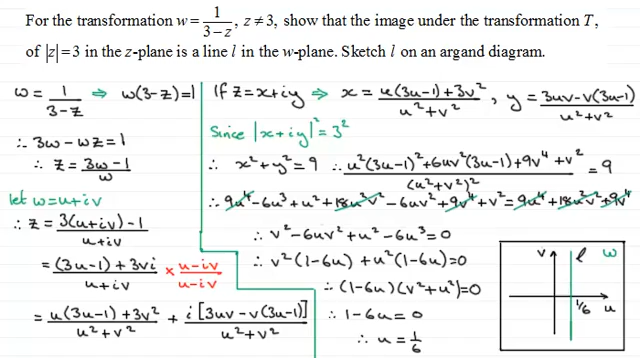 For the transformation w = 1/(3−z), z ≠ 3, show that the image under the transformation T,
of |z| = 3 in the z-plane is a line l in the w-plane. Sketch l on an argand diagram.
w = 1/(3-z) ⇒ w(3-z)=1
∴ 3w - wz = 1
∴ z = (3w-1)/w
let w = u+iv
∴ z = (3(u+iv)-1)/(u+iv)
= ((3u-1)+3vi)/(u+iv) × (u-iv)/(u-iv)
= (u(3u-1)+3v²)/(u²+v²) + i[3uv-v(3u-1)]/(u²+v²)
If z = x+iy ⇒ x = (u(3u-1)+3v²)/(u²+v²), y = (3uv-v(3u-1))/(u²+v²)
Since |x+iy|² = 3²
∴ x²+y² = 9 ∴ (u²(3u-1)²+6uv²(3u-1)+9v⁴+v²)/(u²+v²)² = 9
∴ 9u⁴-6u³+u²+18u²v²-6uv²+9v⁴+v² = 9u⁴+18u²v²+9v⁴
∴ v²-6uv²+u²-6u³=0
∴ v²(1-6u)+u²(1-6u)=0
∴ (1-6u)(v²+u²)=0
∴ 1-6u = 0
∴ u = 1/6
v l w
1/6 u